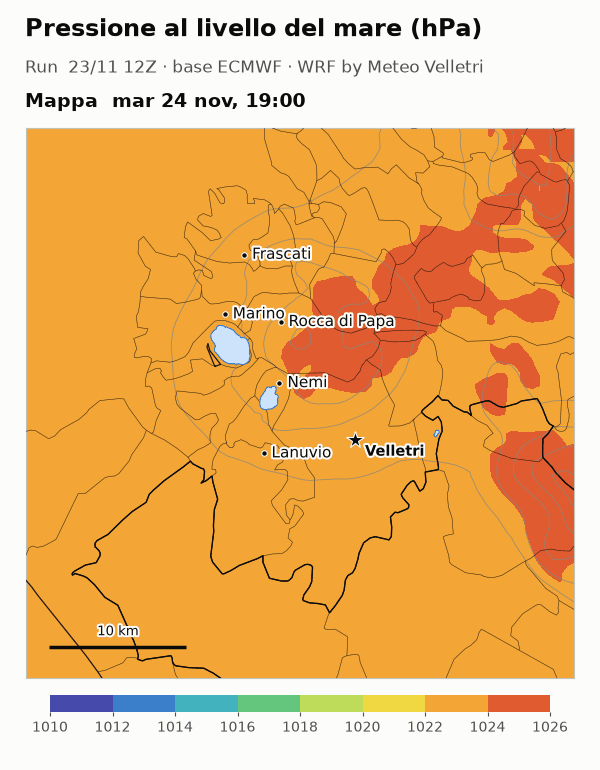 Pressione al livello del mare (hPa)
Run  23/11 12Z · base ECMWF · WRF by Meteo Velletri
Mappa  mar 24 nov, 19:00
Frascati
Marino
Rocca di Papa
Nemi
Velletri
Lanuvio
10 km
1010 1012 1014 1016 1018 1020 1022 1024 1026